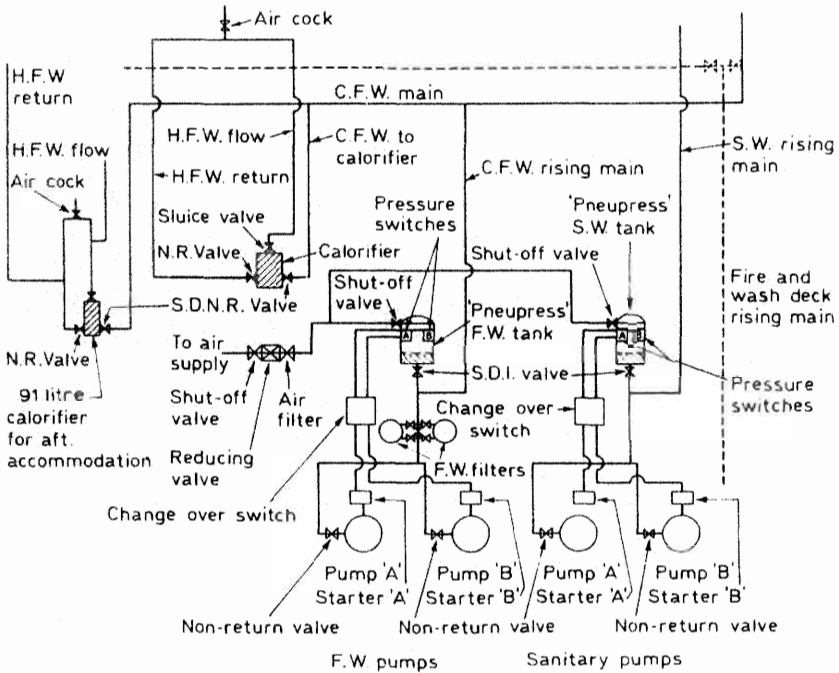 Air cock
H.F.W
return
C.F.W. main
H.F.W. flow
H.F.W. flow
C.F.W. to
calorifier
S.W. rising
main
Air cock
H.F.W. return
C.F.W. rising
main
Sluice valve
Pressure
switches
'Pneupress'
S.W. tank
N.R. Valve
Calorifier
Shut-off valve
Shut-off
valve
Fire and
wash deck
rising main
S.D.N.R. Valve
'Pneupress'
F.W. tank
A
B
A
B
N.R. Valve
To air
supply
S.D.I. valve
Pressure
switches
91 litre
calorifier
for aft.
accommodation
Shut-off
valve
Air
filter
Change over
switch
Reducing
valve
F.W. filters
Change over switch
Pump 'A'
Starter 'A'
Pump 'B'
Starter 'B'
Pump 'A'
Starter 'A'
Pump 'B'
Starter 'B'
Non-return valve
Non-return valve
Non-return valve
F.W. pumps
Sanitary pumps